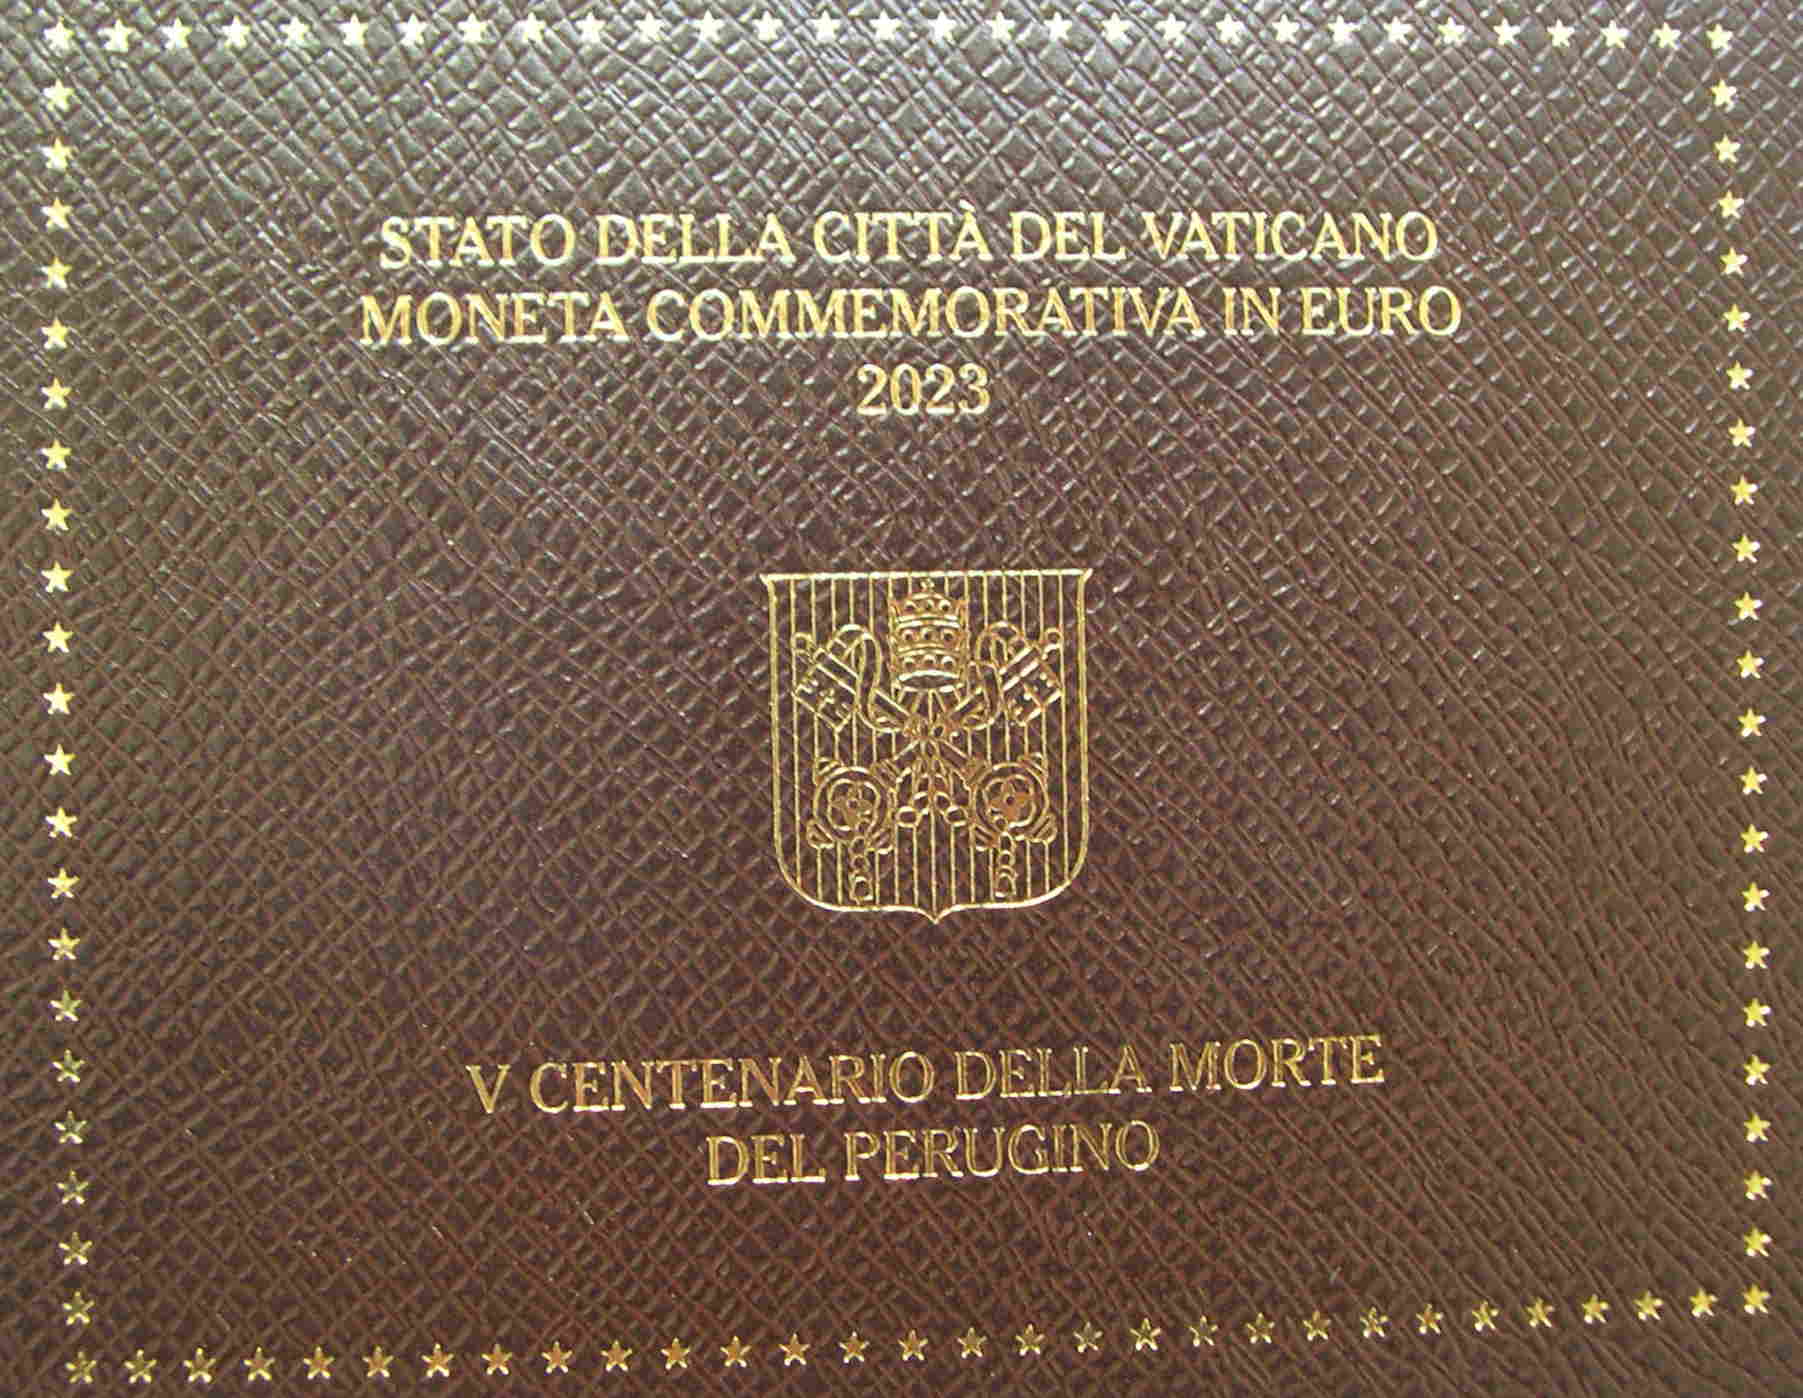 STATO DELLA CITTÀ DEL VATICANO
MONETA COMMEMORATIVA IN EURO
2023
V CENTENARIO DELLA MORTE
DEL PERUGINO